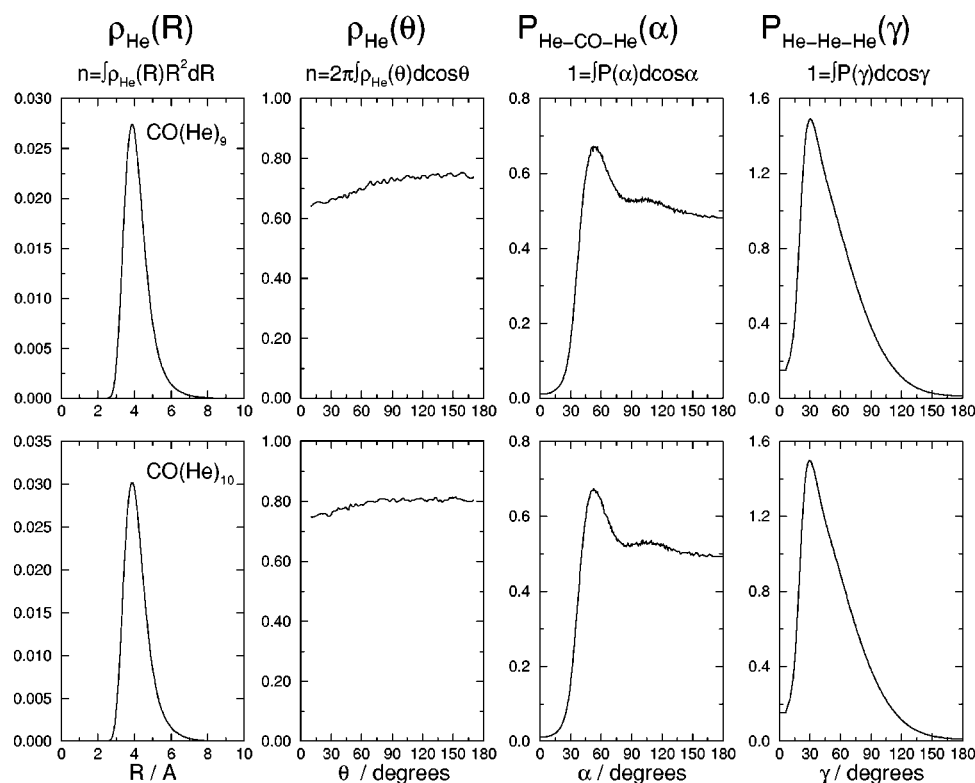 ρHe(R) ρHe(θ) PHe–CO–He(α) PHe–He–He(γ)
n=∫ρHe(R)R²dR n=2π∫ρHe(θ)dcosθ 1=∫P(α)dcosα 1=∫P(γ)dcosγ
0.030 1.00 0.8 1.6
CO(He)₉
0.025
0.80 0.6 1.2
0.020
0.60
0.015 0.4 0.8
0.40
0.010
0.2 0.4
0.20
0.005
0.000 0.00 0.0 0.0
0 2 4 6 8 10 0 30 60 90 120 150 180 0 30 60 90 120 150 180 0 30 60 90 120 150 180
0.035 1.00 0.8 1.6
CO(He)₁₀
0.030
0.80 0.6 1.2
0.025
0.60
0.020
0.4 0.8
0.015
0.40
0.010
0.2 0.4
0.20
0.005
0.000 0.00 0.0 0.0
0 2 4 6 8 10 0 30 60 90 120 150 180 0 30 60 90 120 150 180 0 30 60 90 120 150 180
R / A θ / degrees α / degrees γ / degrees